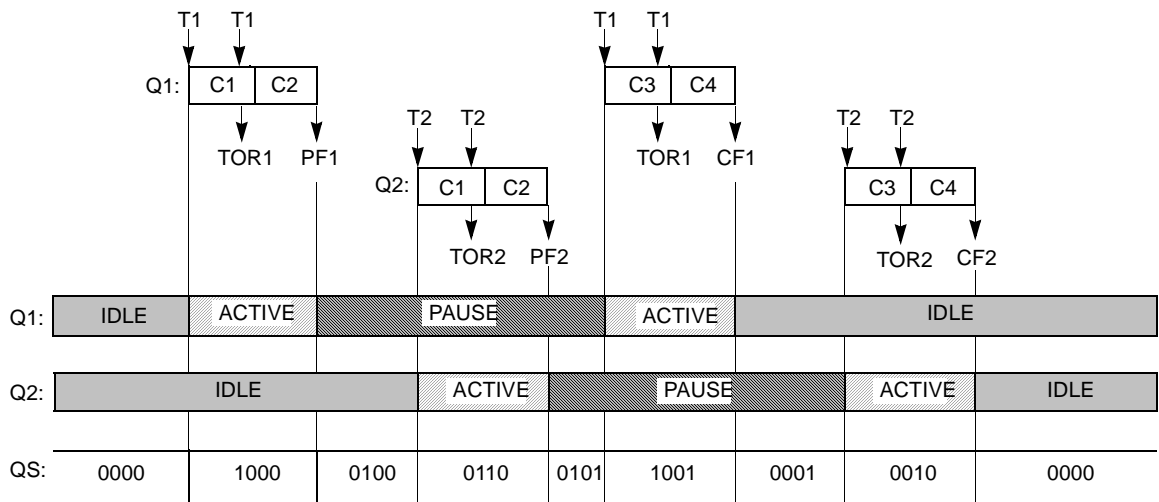 T1 T1 T1 T1
Q1: C1 C2 C3 C4
T2 T2 T2 T2
TOR1 PF1 TOR1 CF1
Q2: C1 C2 C3 C4
TOR2 PF2 TOR2 CF2
Q1: IDLE ACTIVE PAUSE ACTIVE IDLE
Q2: IDLE ACTIVE PAUSE ACTIVE IDLE
QS: 0000 1000 0100 0110 0101 1001 0001 0010 0000